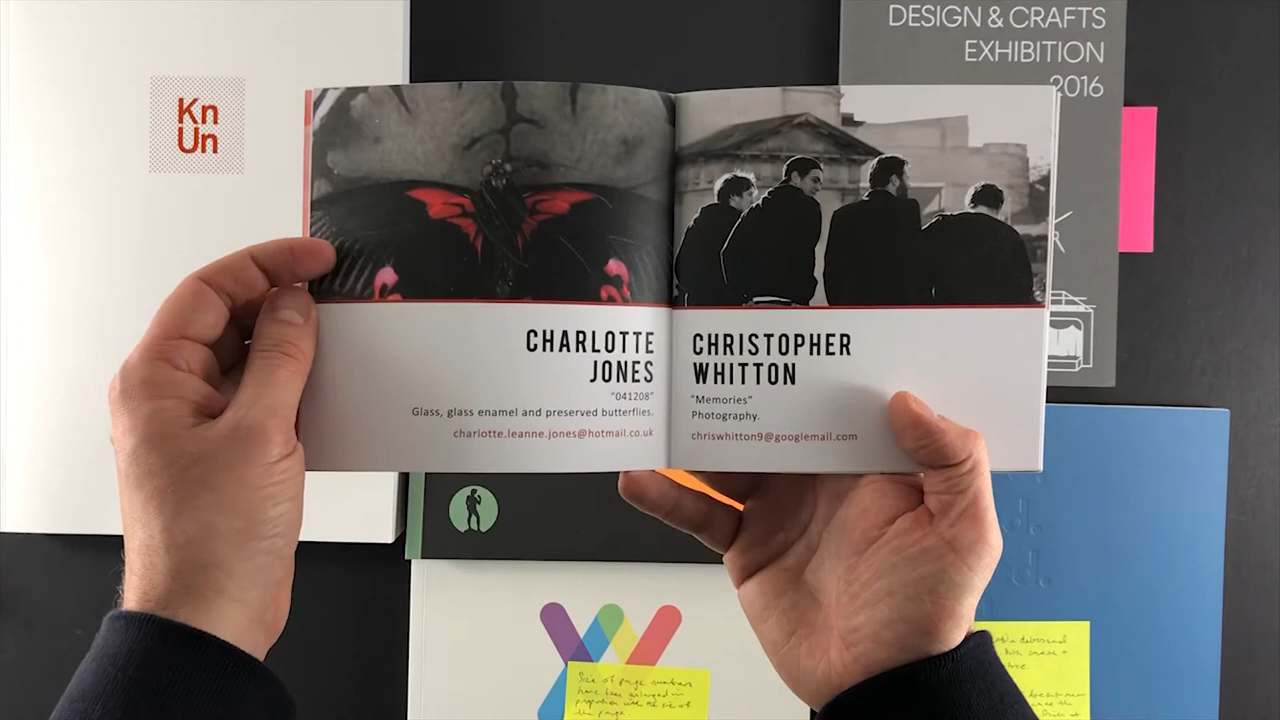 Kn
Un
DESIGN & CRAFTS
EXHIBITION
2016
CHARLOTTE
JONES
"041208"
Glass, glass enamel and preserved butterflies.
charlotte.leanne.jones@hotmail.co.uk
CHRISTOPHER
WHITTON
"Memories"
Photography.
chriswhitton9@googlemail.com
Size of page numbers
have been enlarged in
proportion with the size of
the page.
debossed